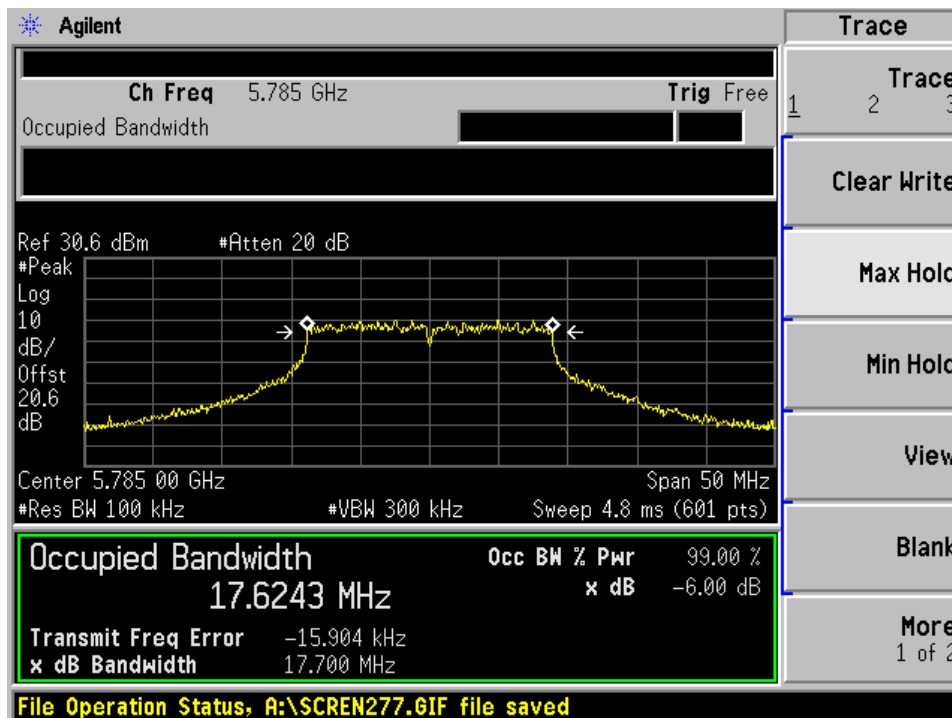 Agilent
Trace
Ch Freq 5.785 GHz Trig Free
Occupied Bandwidth
Trace
1 2 3
Clear Write
Max Hold
Min Hold
View
Blank
More
1 of 2
Ref 30.6 dBm #Atten 20 dB
#Peak
Log
10
dB/
Offst
20.6
dB
Center 5.785 00 GHz Span 50 MHz
#Res BW 100 kHz #VBW 300 kHz Sweep 4.8 ms (601 pts)
Occupied Bandwidth
17.6243 MHz
Occ BW % Pwr 99.00 %
x dB -6.00 dB
Transmit Freq Error -15.904 kHz
x dB Bandwidth 17.700 MHz
File Operation Status, A:\SCREN277.GIF file saved